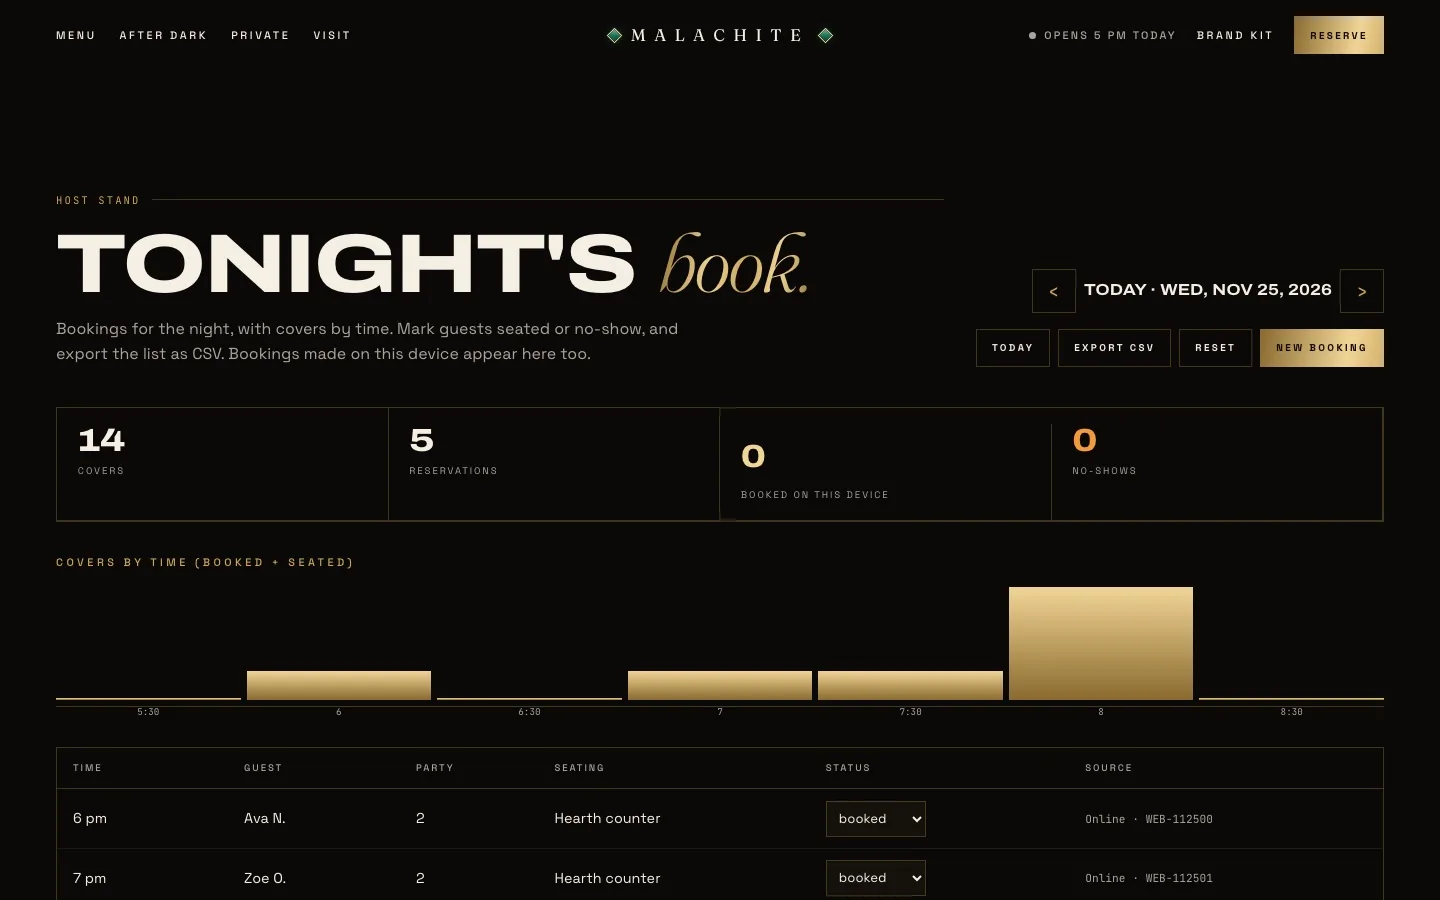 MENU AFTER DARK PRIVATE VISIT MALACHITE OPENS 5 PM TODAY BRAND KIT RESERVE
HOST STAND
TONIGHT'S book.
Bookings for the night, with covers by time. Mark guests seated or no-show, and
export the list as CSV. Bookings made on this device appear here too.
< TODAY · WED, NOV 25, 2026 >
TODAY EXPORT CSV RESET NEW BOOKING
14 5 0 0
COVERS RESERVATIONS BOOKED ON THIS DEVICE NO-SHOWS
COVERS BY TIME (BOOKED + SEATED)
5:30 6 6:30 7 7:30 8 8:30
TIME GUEST PARTY SEATING STATUS SOURCE
6 pm Ava N. 2 Hearth counter booked Online · WEB-112500
7 pm Zoe O. 2 Hearth counter booked Online · WEB-112501